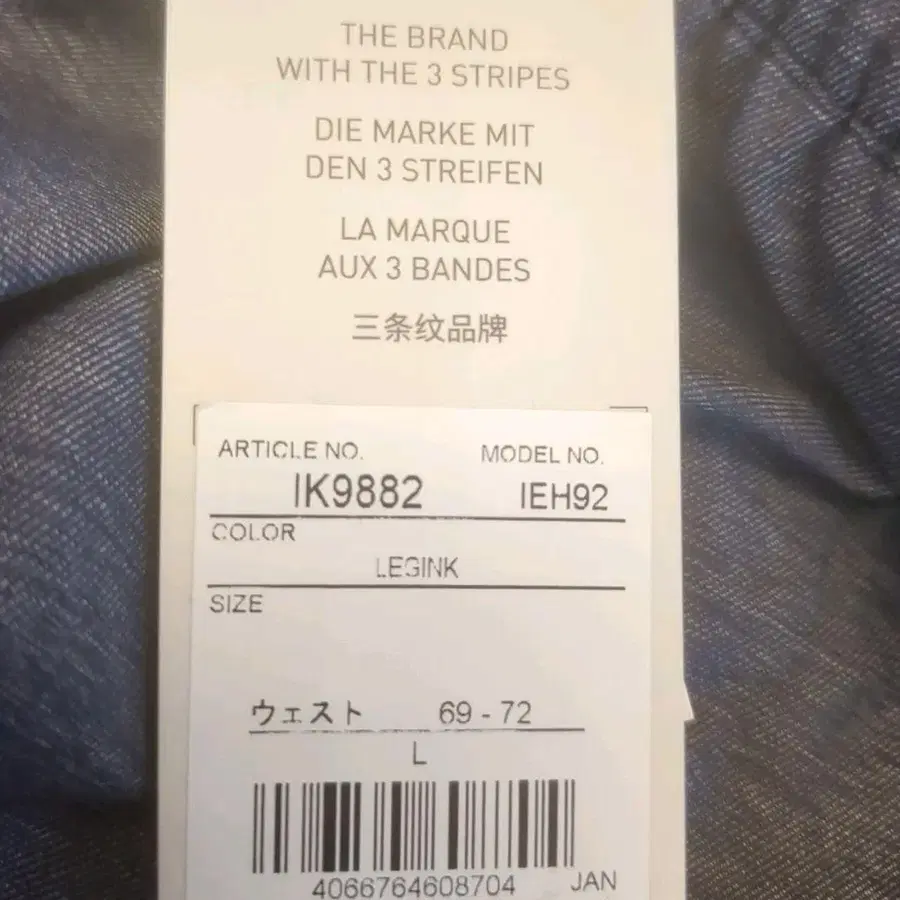 THE BRAND
WITH THE 3 STRIPES
DIE MARKE MIT
DEN 3 STREIFEN
LA MARQUE
AUX 3 BANDES
三条纹品牌
ARTICLE NO. MODEL NO.
IK9882 IEH92
COLOR
LEGINK
SIZE
ウェスト 69 - 72
L
4066764608704 JAN